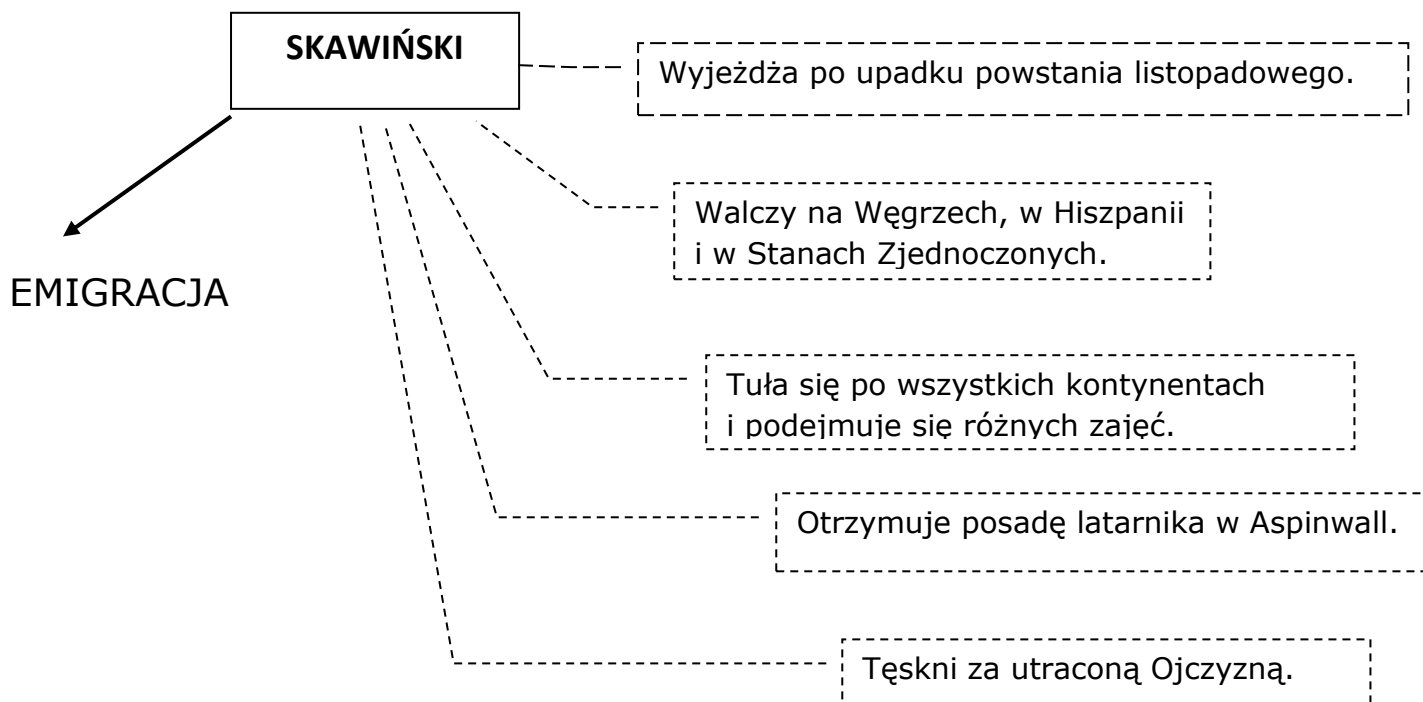 SKAWIŃSKI
Wyjeżdża po upadku powstania listopadowego.
Walczy na Węgrzech, w Hiszpanii
i w Stanach Zjednoczonych.
EMIGRACJA
Tuła się po wszystkich kontynentach
i podejmuje się różnych zajęć.
Otrzymuje posadę latarnika w Aspinwall.
Tęskni za utraconą Ojczyzną.